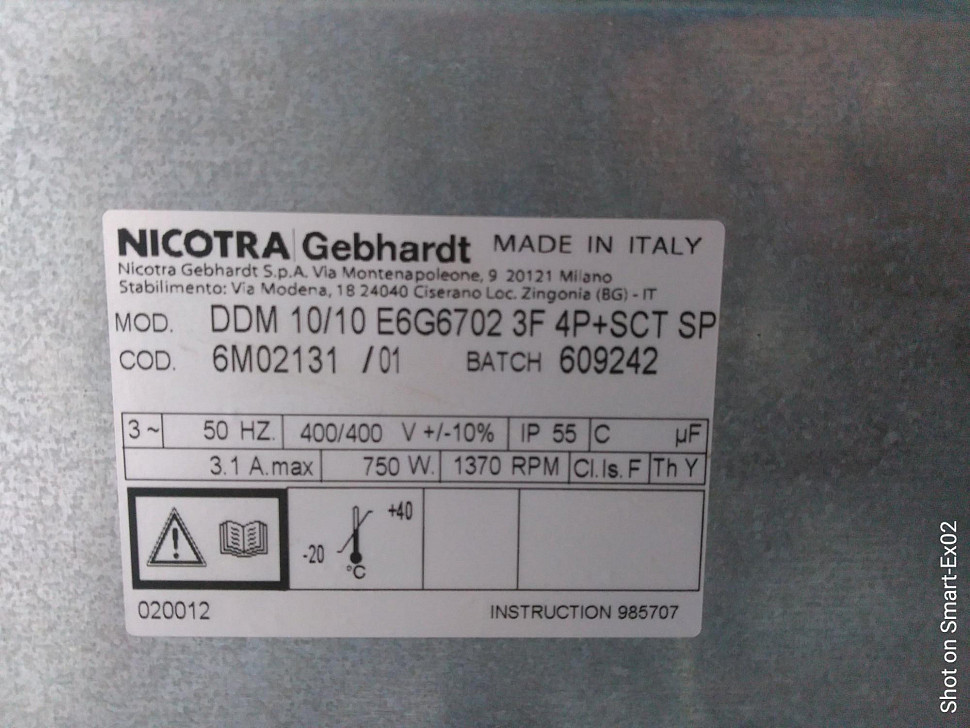 NICOTRA Gebhardt MADE IN ITALY
Nicotra Gebhardt S.p.A. Via Montenapoleone, 9 20121 Milano
Stabilimento: Via Modena, 18 24040 Ciserano Loc. Zingonia (BG) - IT
MOD. DDM 10/10 E6G6702 3F 4P+SCT SP
COD. 6M02131 /01 BATCH 609242
3~ 50 HZ. 400/400 V +/-10% IP 55 C µF
3.1 A.max 750 W. 1370 RPM Cl.Is. F Th Y
-20 +40
°C
020012 INSTRUCTION 985707
Shot on Smart-Ex02